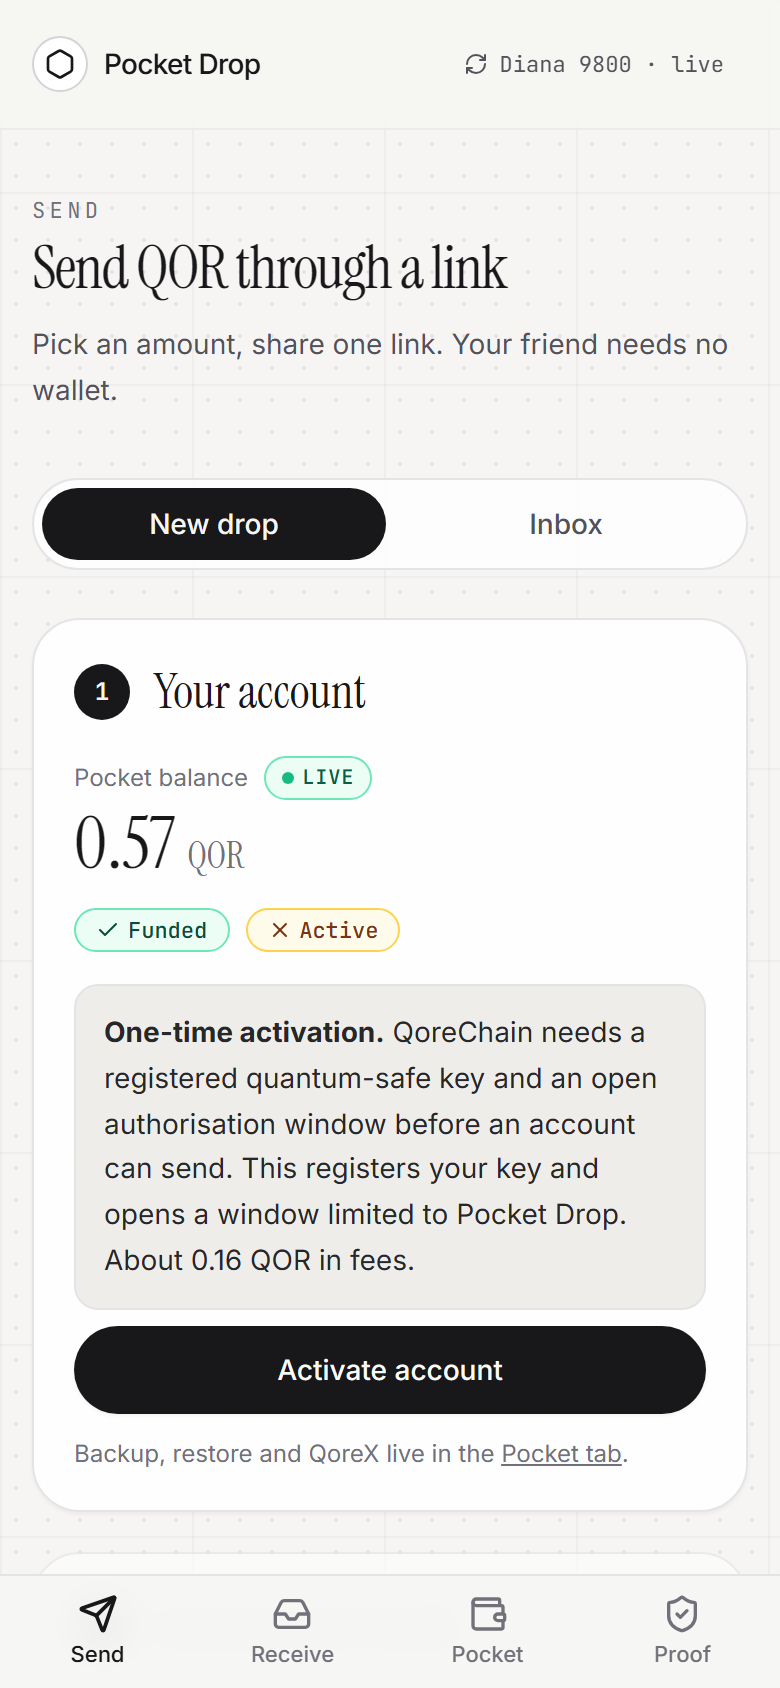 Pocket Drop
Diana 9800 · live
SEND
Send QOR through a link
Pick an amount, share one link. Your friend needs no
wallet.
New drop
Inbox
1
Your account
Pocket balance
LIVE
0.57 QOR
Funded
Active
One-time activation. QoreChain needs a
registered quantum-safe key and an open
authorisation window before an account
can send. This registers your key and
opens a window limited to Pocket Drop.
About 0.16 QOR in fees.
Activate account
Backup, restore and QoreX live in the Pocket tab.
Send
Receive
Pocket
Proof